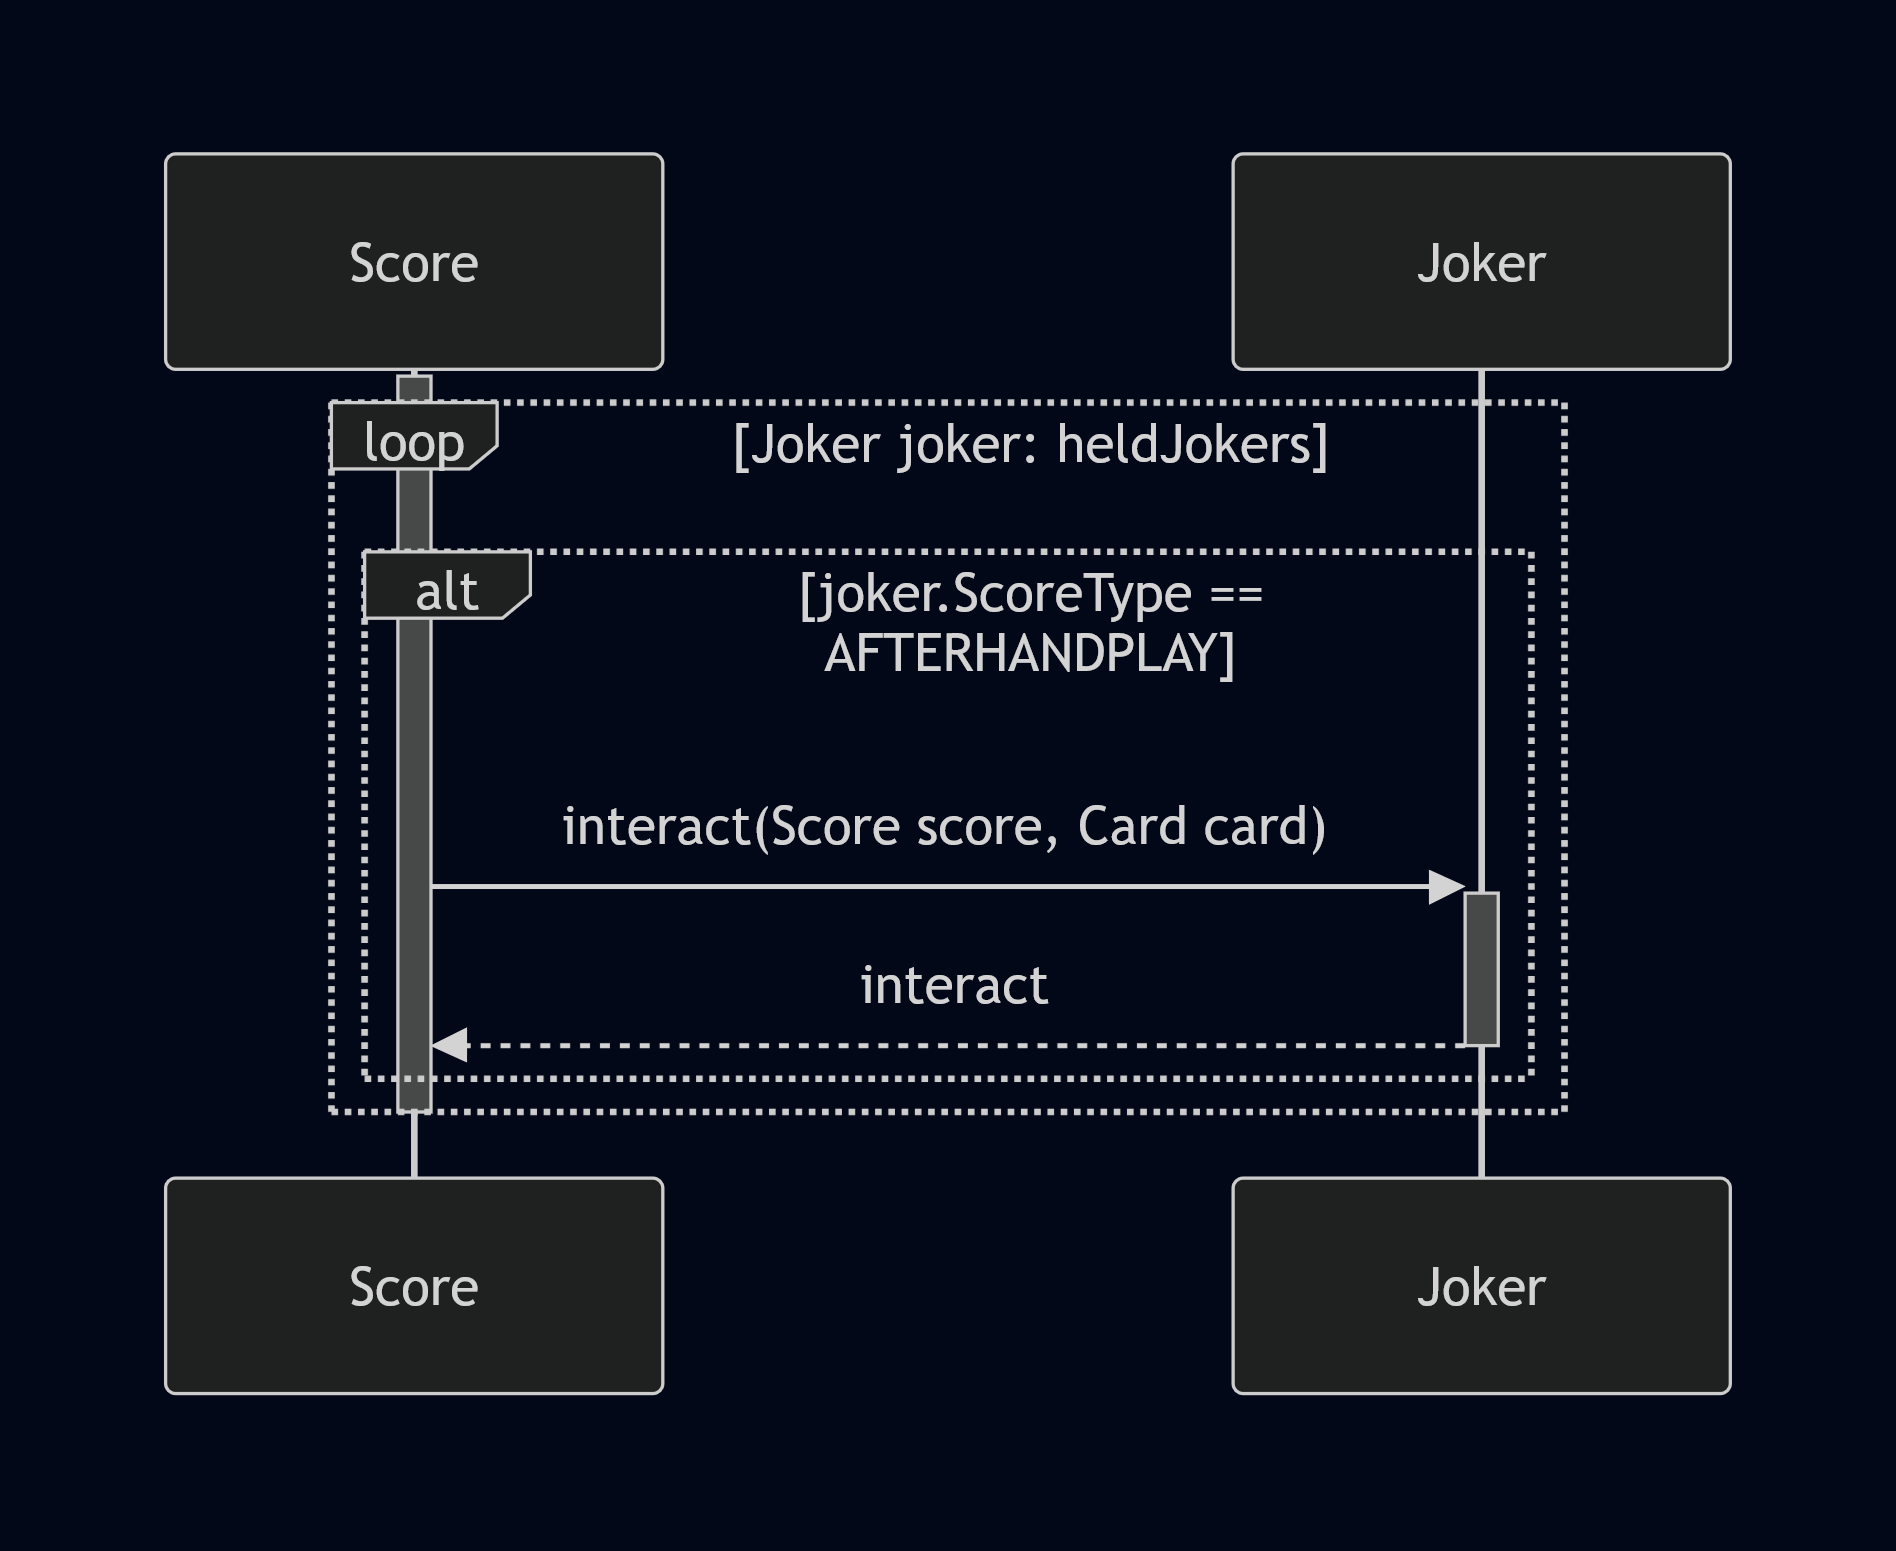 Score
Joker
loop
[Joker joker: heldJokers]
alt
[joker.ScoreType ==
AFTERHANDPLAY]
interact(Score score, Card card)
interact
Score
Joker